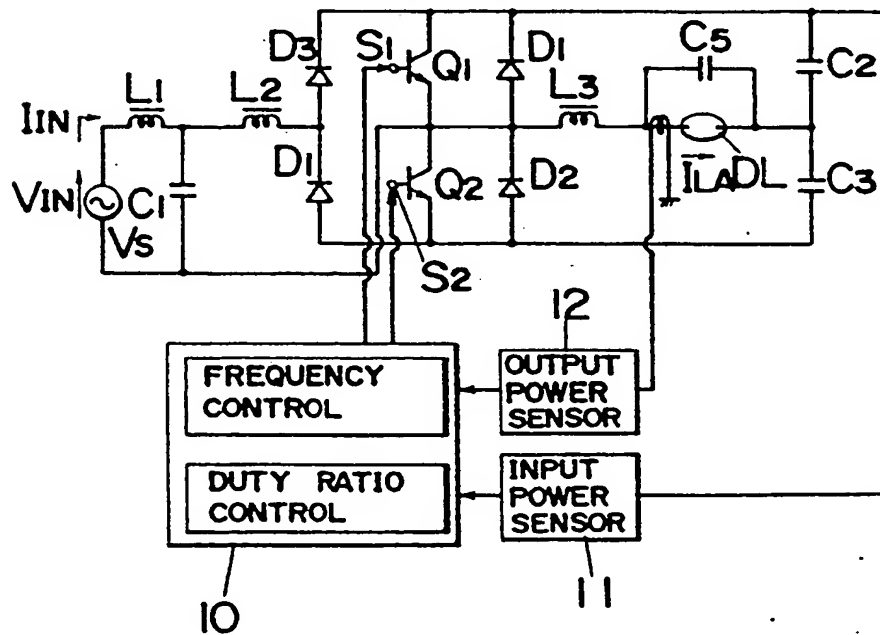 D3
S1
Q1
D1
C5
C2
L1
L2
L3
IIN
VIN
C1
VS
D1
Q2
D2
ILA
DL
C3
S2
12
FREQUENCY
CONTROL
OUTPUT
POWER
SENSOR
DUTY RATIO
CONTROL
INPUT
POWER
SENSOR
10
11